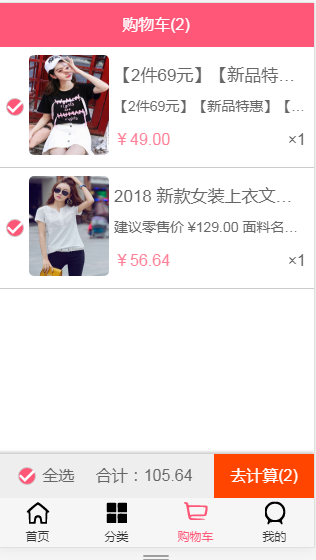 购物车(2)
【2件69元】【新品特…
【2件69元】【新品特惠】【…
￥49.00
×1
2018 新款女装上衣文…
建议零售价 ¥129.00 面料名…
￥56.64
×1
全选
合计：105.64
去计算(2)
首页
分类
购物车
我的